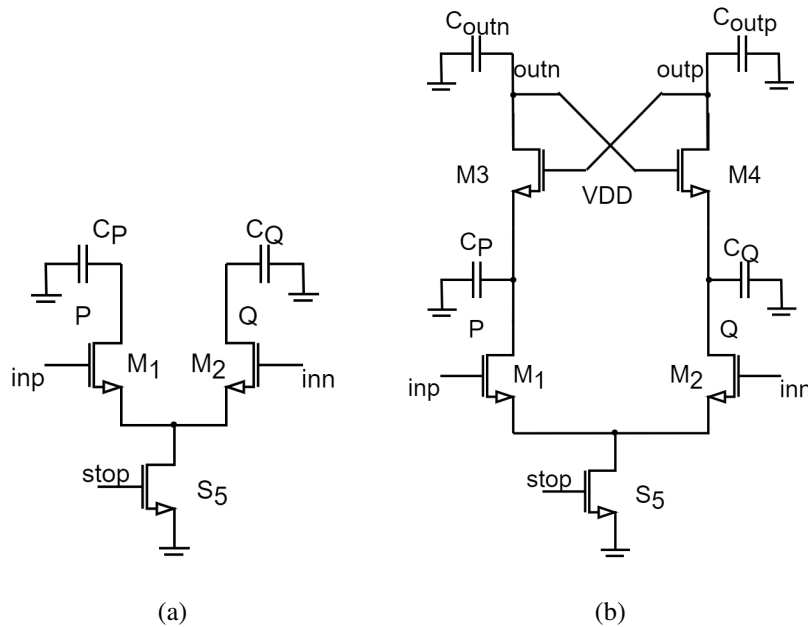 C_outn C_outp
outn outp
M3 VDD M4
C_P C_Q
P Q
inp M_1 M_2 inn
stop S_5
(a)
C_P C_Q
P Q
inp M_1 M_2 inn
stop S_5
(b)